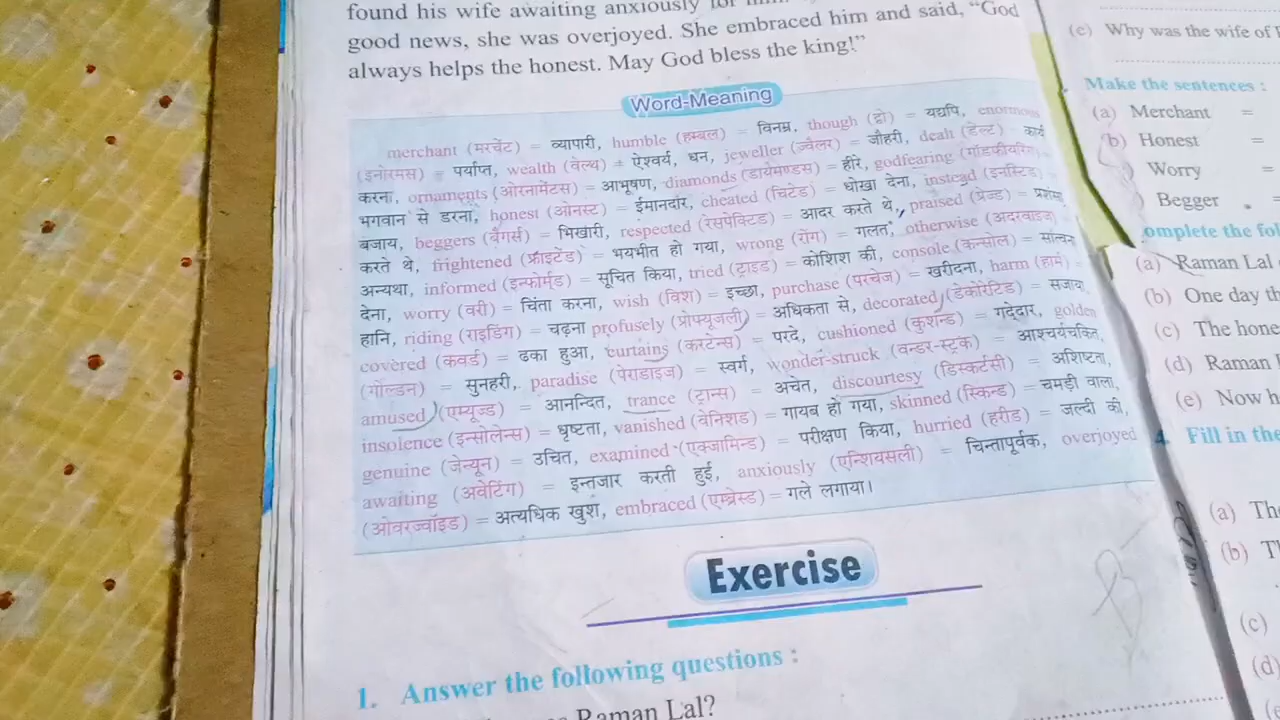 found his wife awaiting anxiously for
good news, she was overjoyed. She embraced him and said, “God
always helps the honest. May God bless the king!”
Word-Meaning
merchant (मरचेंट) = व्यापारी, humble (हम्बल) = विनम्र, though (दो) = यद्यपि, enormous
(इनोरमस) = पर्याप्त, wealth (वेल्थ) = ऐश्वर्य, धन, jeweller (ज्वैलर) = जौहरी, dealt (डेल्ट) = कार्य
करना, ornaments (ओरनामेंटस) = आभूषण, diamonds (डायमेण्ड्स) = हीरे, godfearing (गॉडफीयरिंग) =
भगवान से डरना, honest (ओनस्ट) = ईमानदार, cheated (चिटेड) = धोखा देना, instead (इनस्टिड) =
बजाय, beggers (बैगर्स) = भिखारी, respected (रेसपेक्टिड) = आदर करते थे, praised (प्रेज्ड) = प्रशंसा
करते थे, frightened (फ्राइटेंड) = भयभीत हो गया, wrong (रोंग) = गलत, otherwise (अदरवाइज) =
अन्यथा, informed (इन्फोर्मड) = सूचित किया, tried (ट्राइड) = कोशिश की, console (कन्सोल) = सांत्वना
देना, worry (वरी) = चिंता करना, wish (विश) = इच्छा, purchase (परचेज) = खरीदना, harm (हार्म) =
हानि, riding (राइडिंग) = चढ़ना profusely (प्रोफ्यूजली) = अधिकता से, decorated (डेकोरेटिड) = सजाया,
covered (कवर्ड) = ढका हुआ, curtains (करटेन्स) = परदे, cushioned (कुशन्ड) = गद्देदार, golden
(गोल्डन) = सुनहरी, paradise (पेराडाइज) = स्वर्ग, wonder-struck (वन्डर-स्ट्रक) = आश्चर्यचकित,
amused (एम्यूज्ड) = आनन्दित, trance (ट्रान्स) = अचेत, discourtesy (डिस्कर्टसी) = अशिष्टता,
insolence (इन्सोलेन्स) = धृष्टता, vanished (वेनिशड) = गायब हो गया, skinned (स्किन्ड) = चमड़ी वाला,
genuine (जेन्यून) = उचित, examined (एक्जामिन्ड) = परीक्षण किया, hurried (हरीड) = जल्दी की,
awaiting (अवेटिंग) = इन्तजार करती हुई, anxiously (एन्शियसली) = चिन्तापूर्वक, overjoyed
(ओवरज्वॉइड) = अत्यधिक खुश, embraced (एम्ब्रेस्ड) = गले लगाया।
Exercise
1. Answer the following questions :
Raman Lal?
(e) Why was the wife of
Make the sentences :
(a) Merchant =
(b) Honest =
Worry =
Begger =
omplete the fol
(a) Raman Lal
(b) One day th
(c) The hone
(d) Raman
(e) Now h
4. Fill in the
(a) The
(b) Th
(c)
(d)
(e